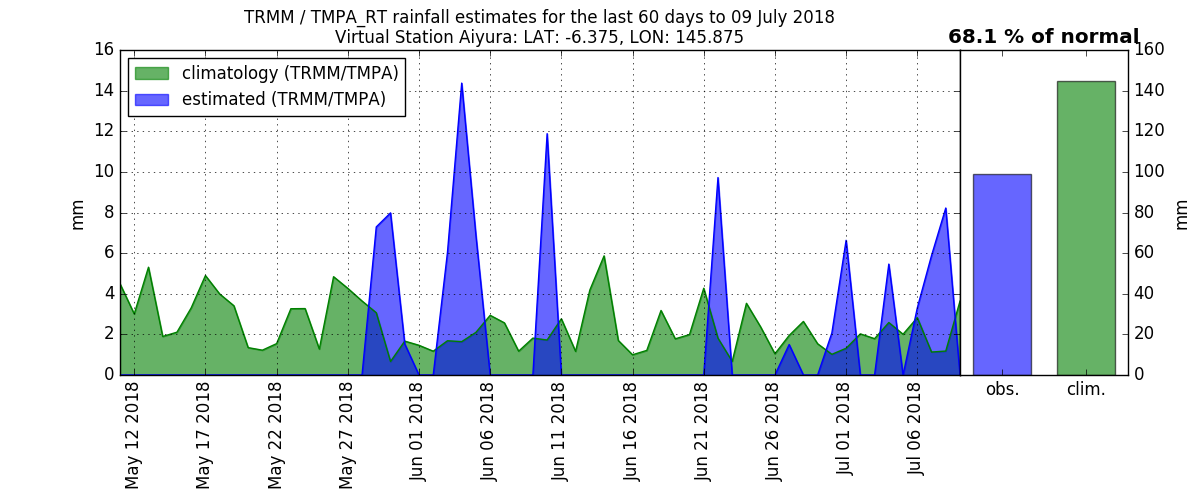 TRMM / TMPA_RT rainfall estimates for the last 60 days to 09 July 2018
Virtual Station Aiyura: LAT: -6.375, LON: 145.875
68.1 % of normal
climatology (TRMM/TMPA)
estimated (TRMM/TMPA)
mm
16
14
12
10
8
6
4
2
0
May 12 2018
May 17 2018
May 22 2018
May 27 2018
Jun 01 2018
Jun 06 2018
Jun 11 2018
Jun 16 2018
Jun 21 2018
Jun 26 2018
Jul 01 2018
Jul 06 2018
160
140
120
100
80
60
40
20
0
mm
obs.
clim.